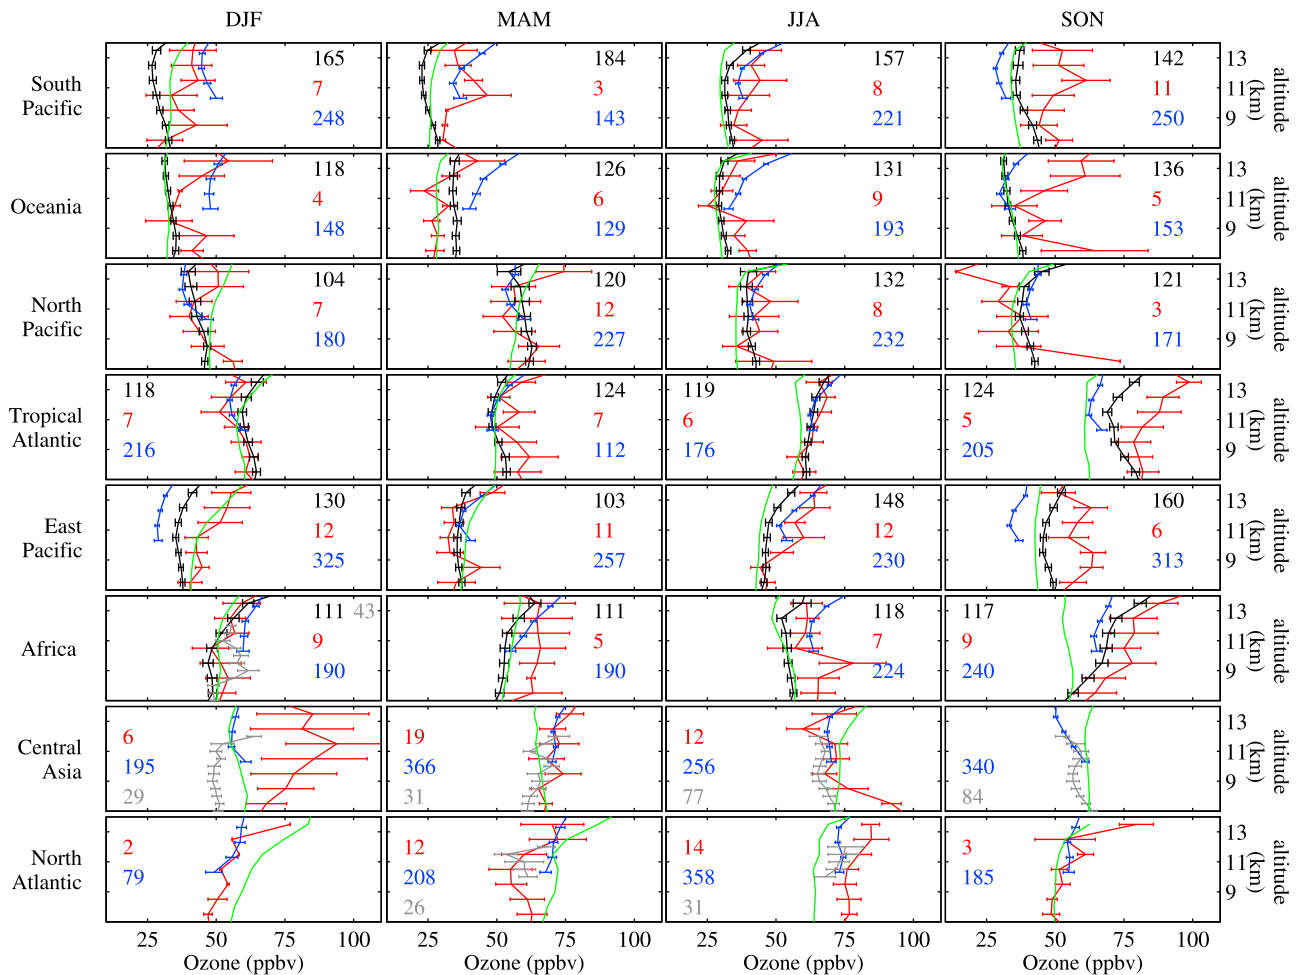 DJF MAM JJA SON
South Pacific 165 7 248 184 3 143 157 8 221 142 11 250 13 11 9 altitude (km)
Oceania 118 4 148 126 6 129 131 9 193 136 5 153 13 11 9 altitude (km)
North Pacific 104 7 180 120 12 227 132 8 232 121 3 171 13 11 9 altitude (km)
Tropical Atlantic 118 7 216 124 7 112 119 6 176 124 5 205 13 11 9 altitude (km)
East Pacific 130 12 325 103 11 257 148 12 230 160 6 313 13 11 9 altitude (km)
Africa 111 43 9 190 111 5 190 118 7 224 117 9 240 13 11 9 altitude (km)
Central Asia 6 195 29 19 366 31 12 256 77 340 84 13 11 9 altitude (km)
North Atlantic 2 79 12 208 26 14 358 31 3 185 13 11 9 altitude (km)
25 50 75 100 25 50 75 100 25 50 75 100 25 50 75 100
Ozone (ppbv) Ozone (ppbv) Ozone (ppbv) Ozone (ppbv)